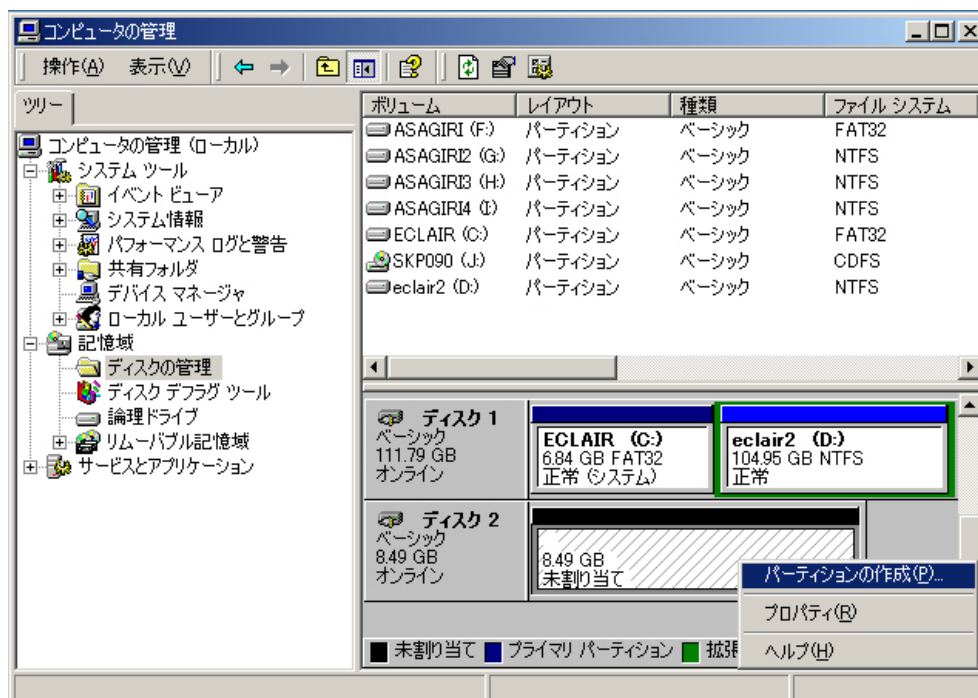 コンピュータの管理
操作(A) 表示(V)
ツリー
コンピュータの管理 (ローカル)
システム ツール
イベント ビューア
システム情報
パフォーマンス ログと警告
共有フォルダ
デバイス マネージャ
ローカル ユーザーとグループ
記憶域
ディスクの管理
ディスク デフラグ ツール
論理ドライブ
リムーバブル記憶域
サービスとアプリケーション
ボリューム レイアウト 種類 ファイル システム
ASAGIRI (F:) パーティション ベーシック FAT32
ASAGIRI2 (G:) パーティション ベーシック NTFS
ASAGIRI3 (H:) パーティション ベーシック NTFS
ASAGIRI4 (I:) パーティション ベーシック NTFS
ECLAIR (C:) パーティション ベーシック FAT32
SKP090 (J:) パーティション ベーシック CDFS
eclair2 (D:) パーティション ベーシック NTFS
ディスク 1
ベーシック
111.79 GB
オンライン
ECLAIR (C:)
6.84 GB FAT32
正常 (システム)
eclair2 (D:)
104.95 GB NTFS
正常
ディスク 2
ベーシック
8.49 GB
オンライン
8.49 GB
未割り当て
パーティションの作成(P)...
プロパティ(R)
ヘルプ(H)
未割り当て プライマリ パーティション 拡張